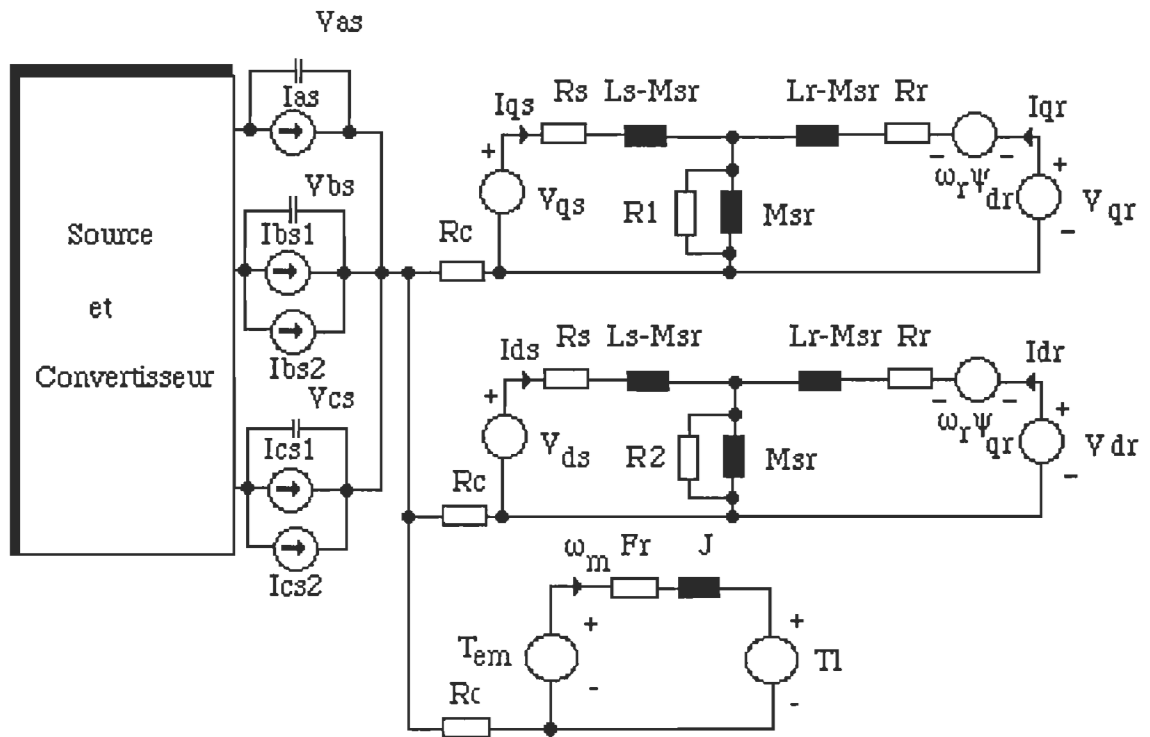 Vas
Ias
Vbs
Ibs1
Ibs2
Vcs
Ics1
Ics2
Source
et
Convertisseur
Iqs Rs Ls-Msr Lr-Msr Rr Iqr
+ Vqs R1 Msr - ωrψdr - + Vqr -
Rc
Ids Rs Ls-Msr Lr-Msr Rr Idr
+ Vds R2 Msr - ωrψqr - + Vdr -
Rc
ωm Fr J
Tem + - + Tl -
Rc